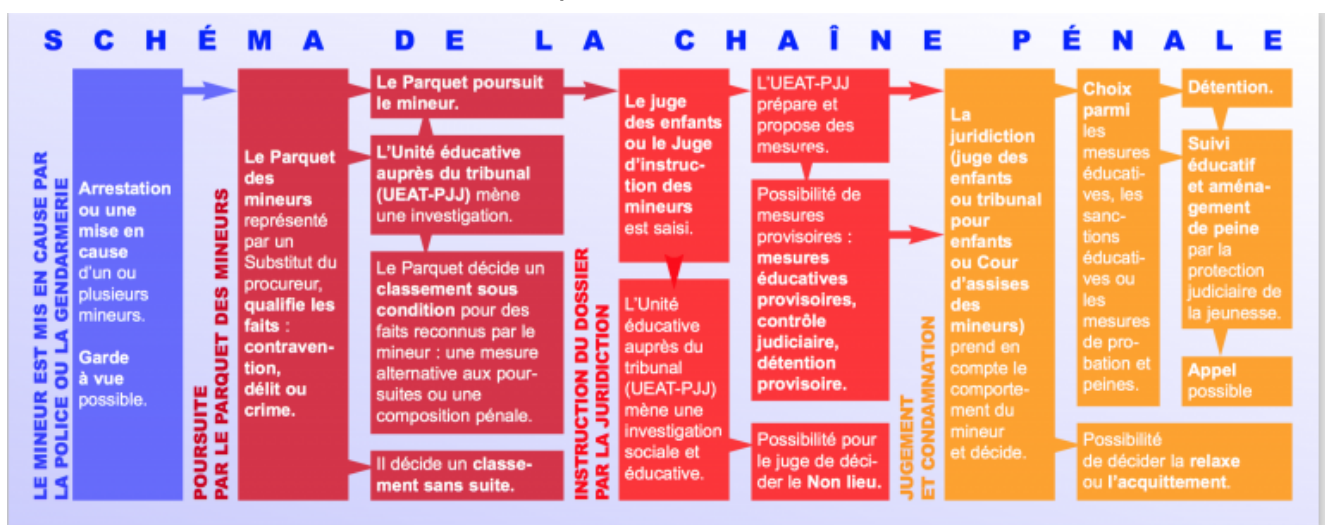 SCHÉMA DE LA CHAÎNE PÉNALE
LE MINEUR EST MIS EN CAUSE PAR
LA POLICE OU LA GENDARMERIE
Arrestation
ou une
mise en
cause
d'un ou
plusieurs
mineurs.
Garde
à vue
possible.
POURSUITE
PAR LE PARQUET DES MINEURS
Le Parquet
des
mineurs
représenté
par un
Substitut du
procureur,
qualifie les
faits :
contraven-
tion,
délit ou
crime.
Le Parquet poursuit
le mineur.
L'Unité éducative
auprès du tribunal
(UEAT-PJJ) mène
une investigation.
Le Parquet décide un
classement sous
condition pour des
faits reconnus par le
mineur : une mesure
alternative aux pour-
suites ou une
composition pénale.
Il décide un classe-
ment sans suite.
INSTRUCTION DU DOSSIER
PAR LA JURIDICTION
Le juge
des enfants
ou le Juge
d'instruc-
tion des
mineurs
est saisi.
L'Unité
éducative
auprès du
tribunal
(UEAT-PJJ)
mène une
investigation
sociale et
éducative.
L'UEAT-PJJ
prépare et
propose des
mesures.
Possibilité de
mesures
provisoires :
mesures
éducatives
provisoires,
contrôle
judiciaire,
détention
provisoire.
Possibilité pour
le juge de déci-
der le Non lieu.
JUGEMENT
ET CONDAMNATION
La
juridiction
(juge des
enfants
ou tribunal
pour
enfants
ou Cour
d'assises
des
mineurs)
prend en
compte le
comporte-
ment du
mineur
et décide.
Choix
parmi
les
mesures
éducati-
ves, les
sanc-
tions
éducati-
ves ou
les
mesures
de pro-
bation et
peines.
Détention.
Suivi
éducatif
et aména-
gement
de peine
par la
protection
judiciaire de
la jeunesse.
Appel
possible
Possibilité
de décider la relaxe
ou l'acquittement.